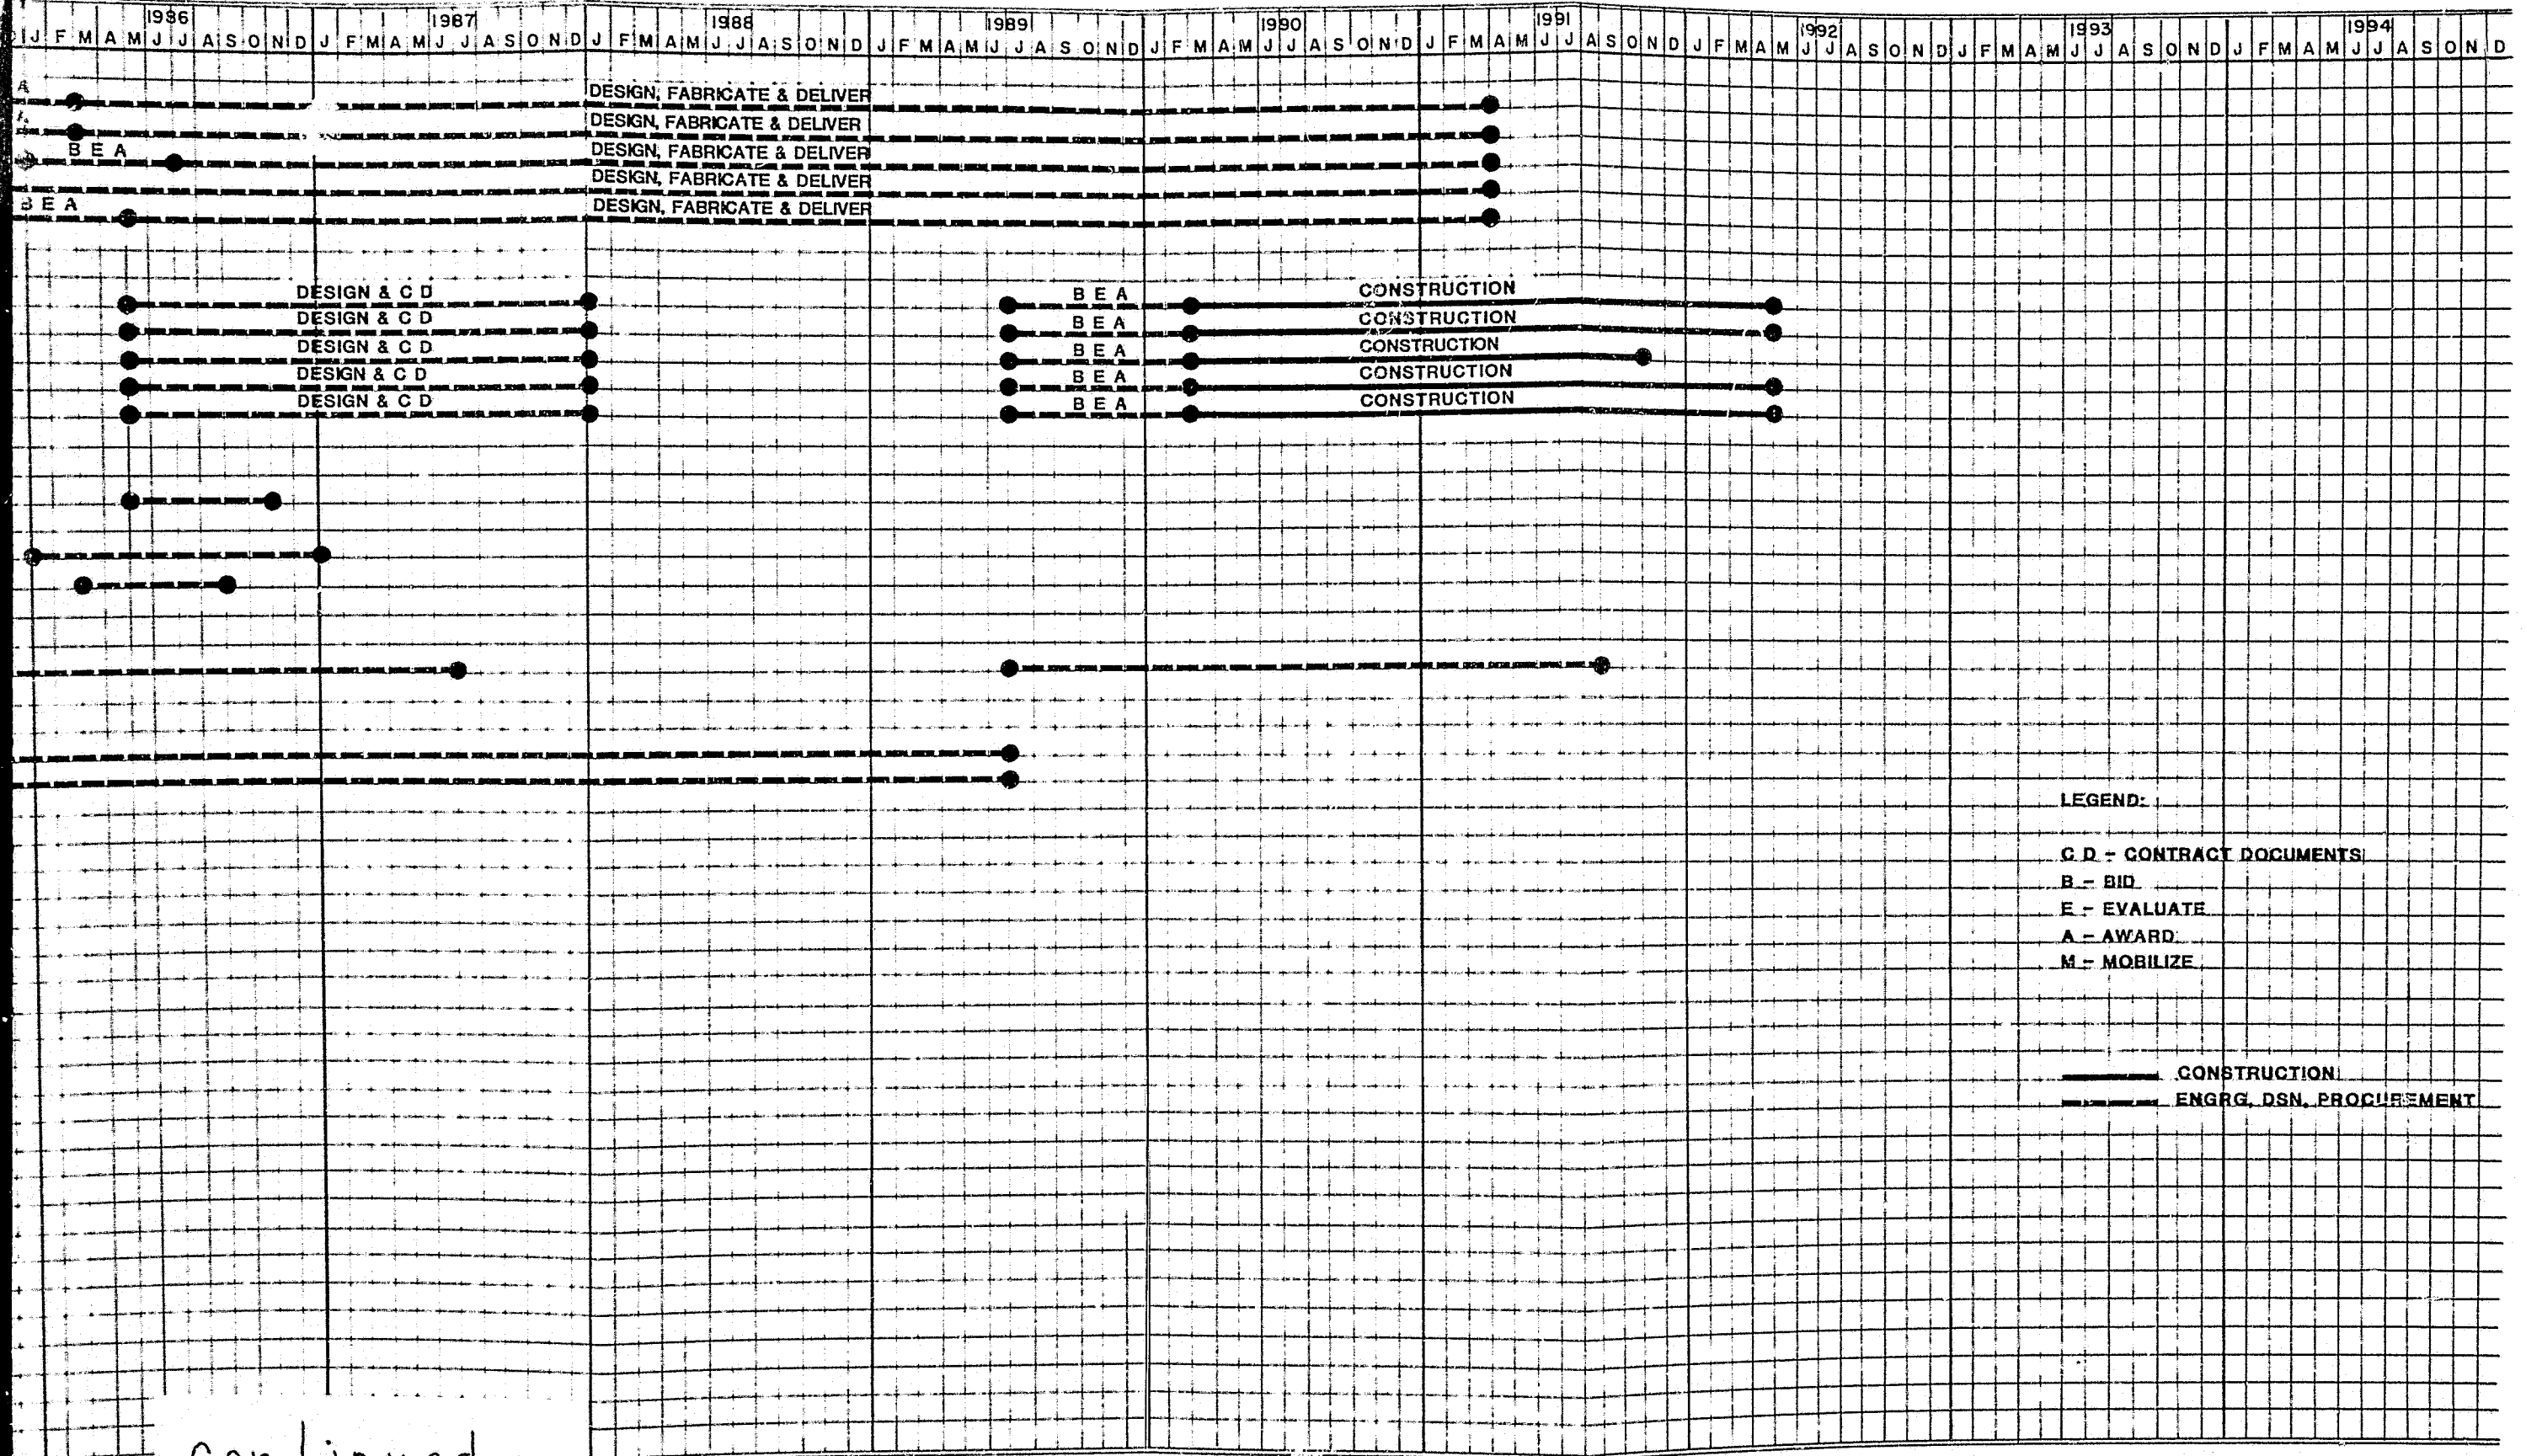 1986 1987 1988 1989 1990 1991 1992 1993 1994
J F M A M J J A S O N D J F M A M J J A S O N D J F M A M J J A S O N D J F M A M J J A S O N D J F M A M J J A S O N D J F M A M J J A S O N D J F M A M J J A S O N D J F M A M J J A S O N D J F M A M J J A S O N D
A DESIGN, FABRICATE & DELIVER
A DESIGN, FABRICATE & DELIVER
B E A DESIGN, FABRICATE & DELIVER
DESIGN, FABRICATE & DELIVER
B E A DESIGN, FABRICATE & DELIVER
DESIGN & C D B E A CONSTRUCTION
DESIGN & C D B E A CONSTRUCTION
DESIGN & C D B E A CONSTRUCTION
DESIGN & C D B E A CONSTRUCTION
DESIGN & C D B E A CONSTRUCTION
LEGEND:
C D - CONTRACT DOCUMENTS
B - BID
E - EVALUATE
A - AWARD
M - MOBILIZE
CONSTRUCTION
ENGRG, DSN, PROCUREMENT